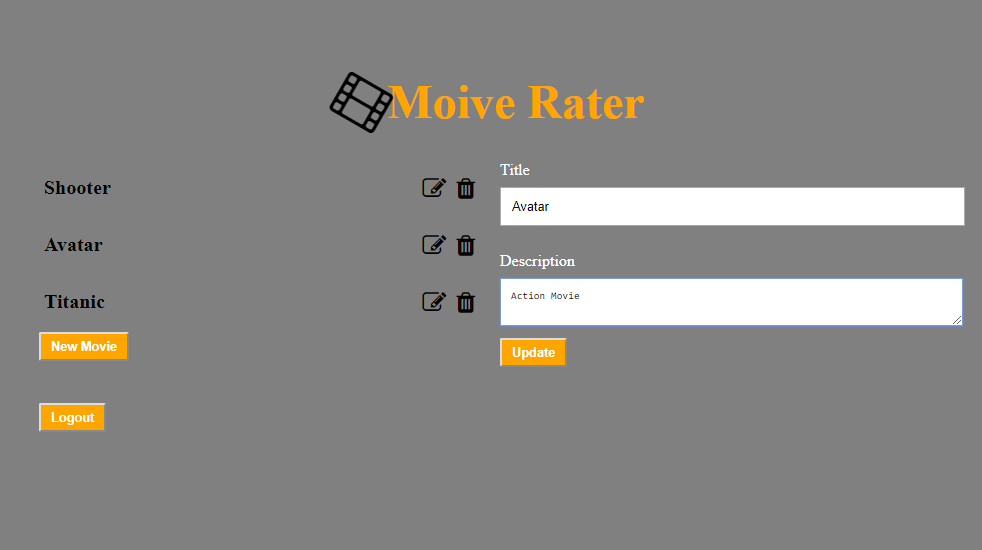 Moive Rater
Shooter
Avatar
Titanic
New Movie
Logout
Title
Avatar
Description
Action Movie
Update